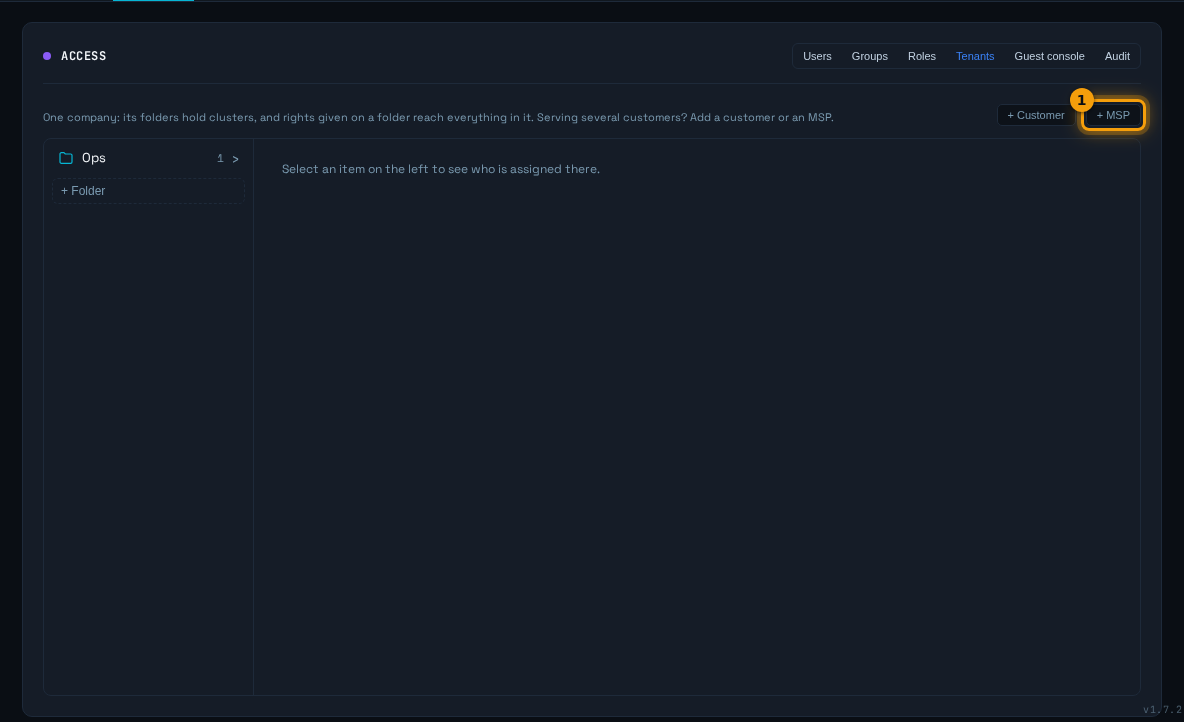 ACCESS
Users Groups Roles Tenants Guest console Audit
One company: its folders hold clusters, and rights given on a folder reach everything in it. Serving several customers? Add a customer or an MSP.
+ Customer
1
+ MSP
Ops 1 >
+ Folder
Select an item on the left to see who is assigned there.
v1.7.2